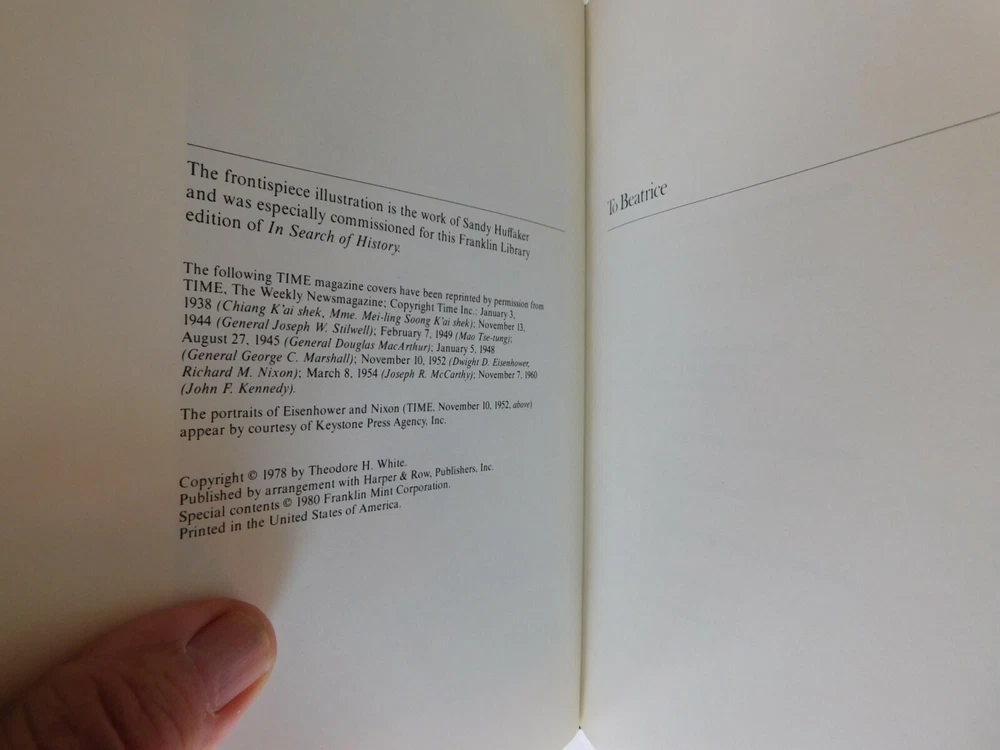 The frontispiece illustration is the work of Sandy Huffaker
and was especially commissioned for this Franklin Library
edition of In Search of History.
The following TIME magazine covers have been reprinted by permission from
TIME, The Weekly Newsmagazine; Copyright Time Inc.: January 3,
1938 (Chiang K'ai shek, Mme. Mei-ling Soong K'ai shek); November 13,
1944 (General Joseph W. Stilwell); February 7, 1949 (Mao Tse-tung);
August 27, 1945 (General Douglas MacArthur); January 5, 1948
(General George C. Marshall); November 10, 1952 (Dwight D. Eisenhower,
Richard M. Nixon); March 8, 1954 (Joseph R. McCarthy); November 7, 1960
(John F. Kennedy).
The portraits of Eisenhower and Nixon (TIME, November 10, 1952, above)
appear by courtesy of Keystone Press Agency, Inc.
Copyright © 1978 by Theodore H. White.
Published by arrangement with Harper & Row, Publishers, Inc.
Special contents © 1980 Franklin Mint Corporation.
Printed in the United States of America.
To Beatrice